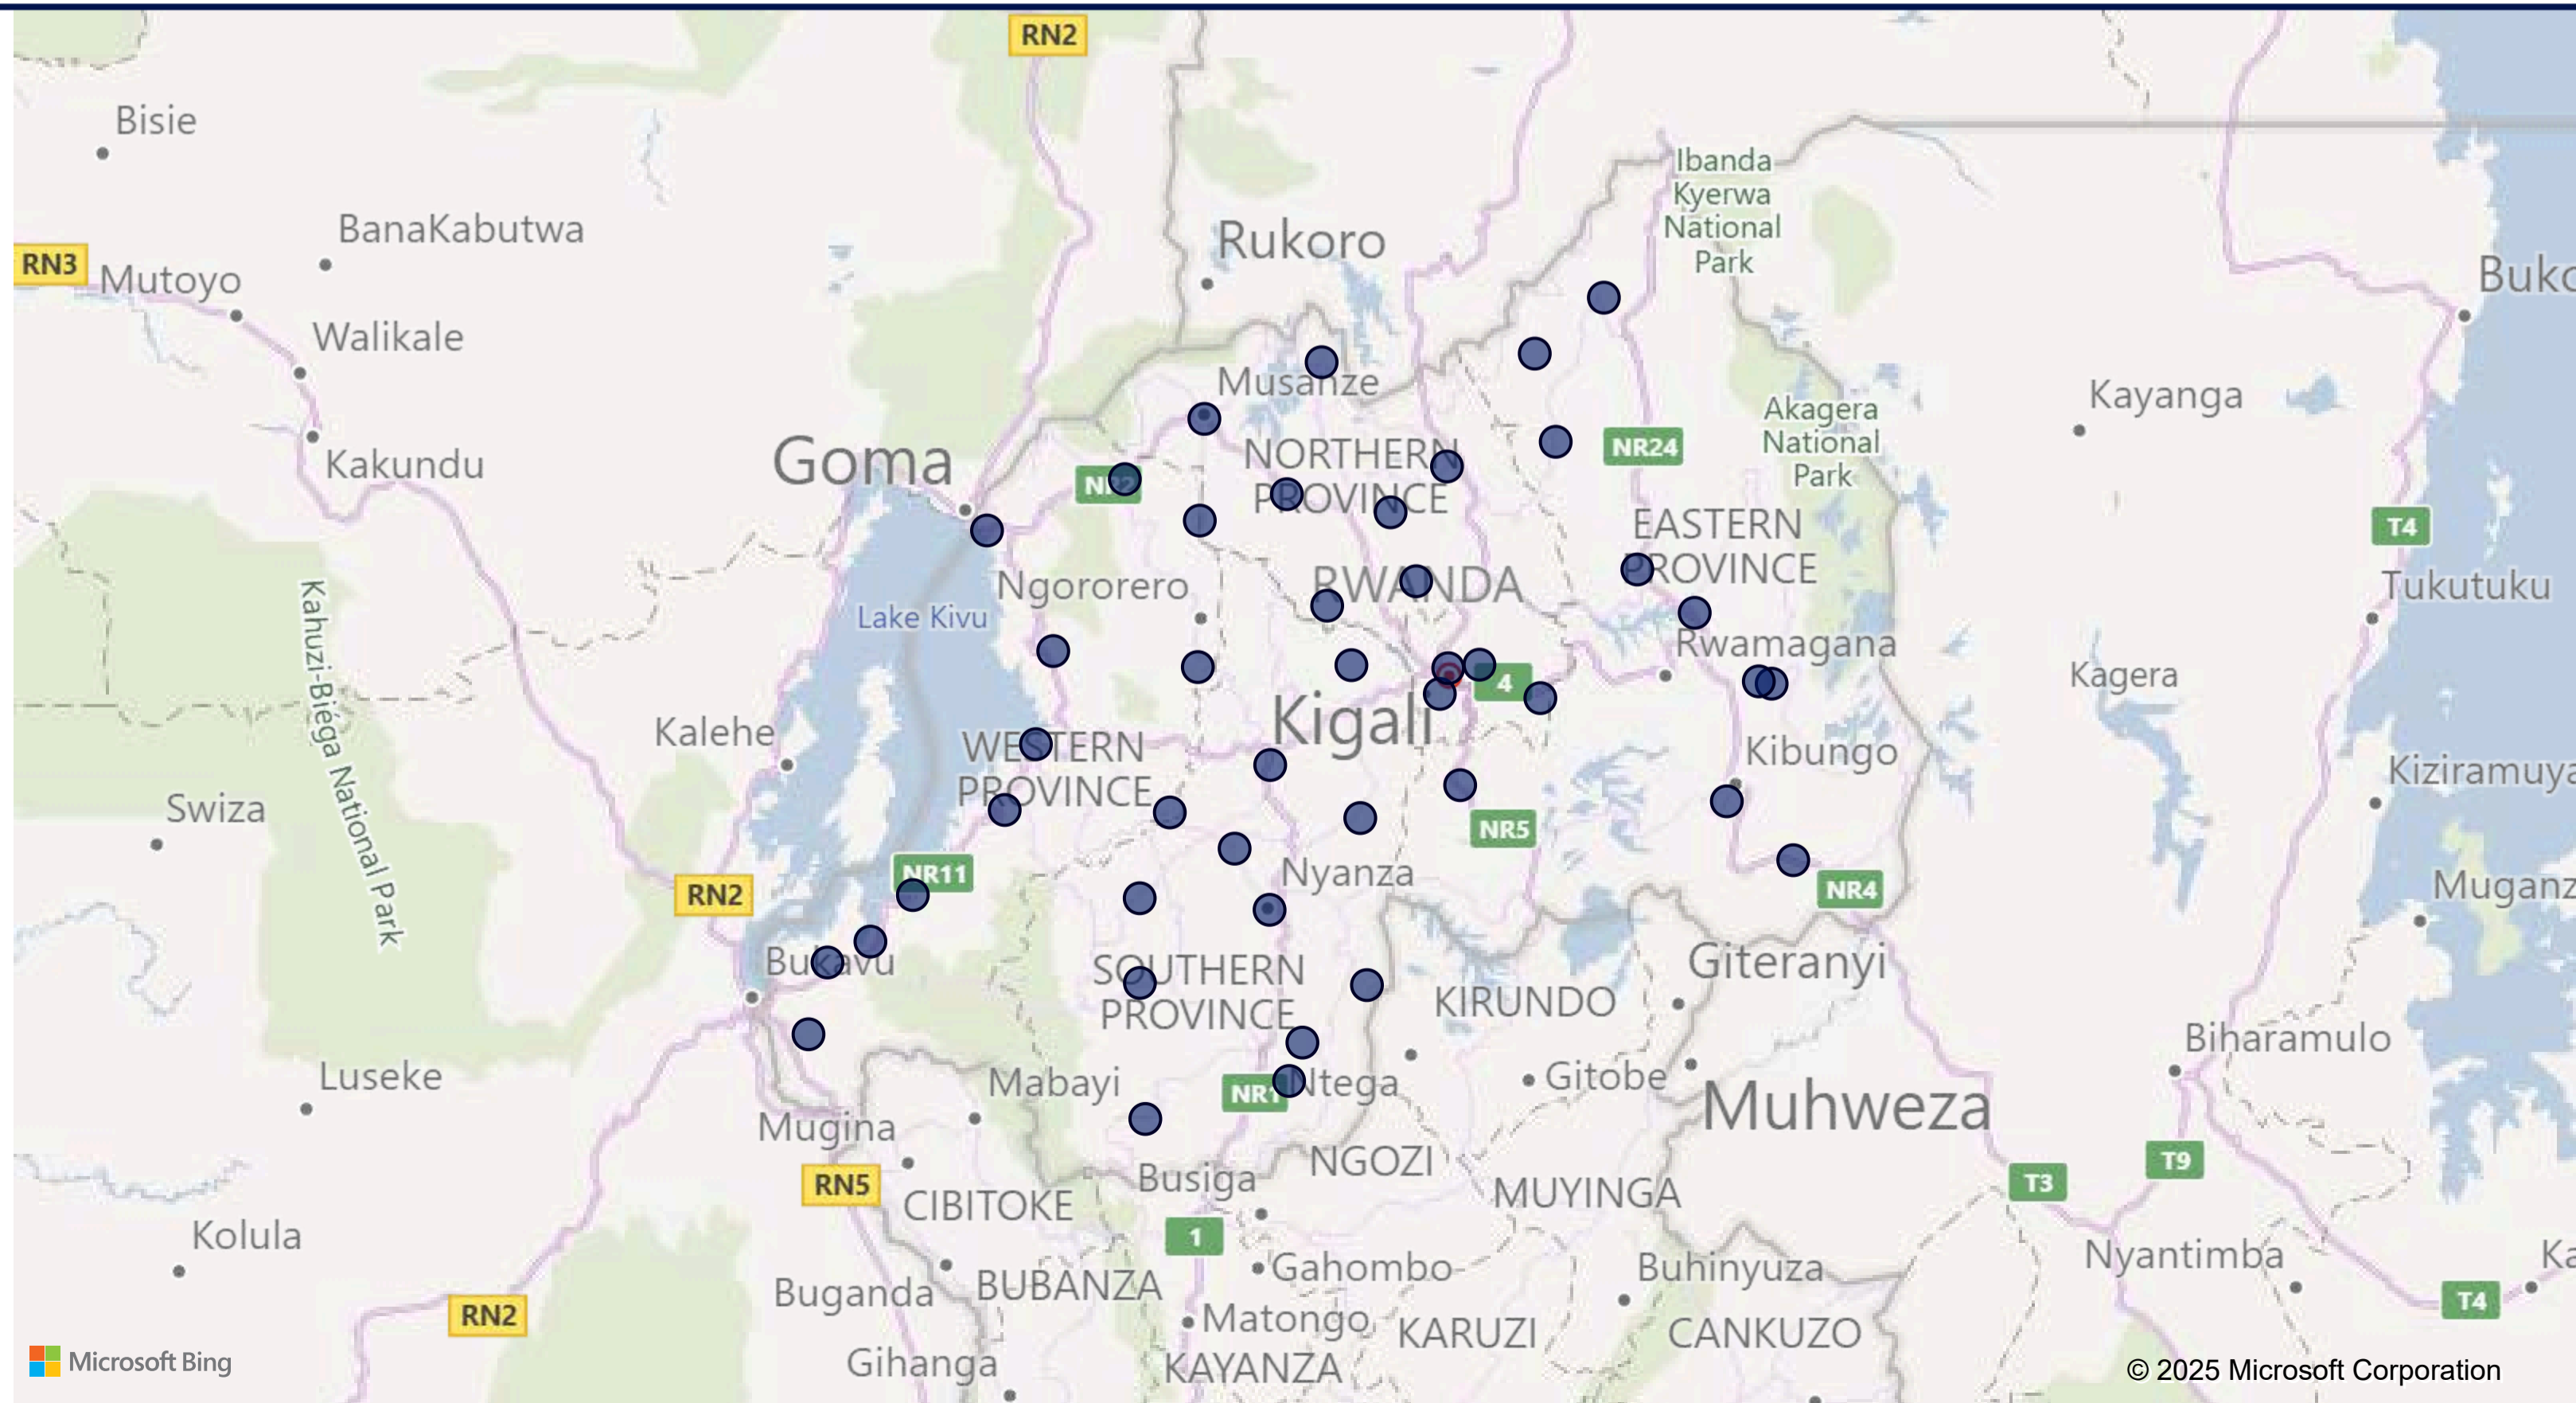 RN2
Bisie
Ibanda
Kyerwa
National
Park
BanaKabutwa
Rukoro
RN3
Mutoyo
Walikale
Musanze
Kayanga
Akagera
National
Park
Goma
Kakundu
NORTHERN
PROVINCE
NR24
EASTERN
PROVINCE
T4
Ngororero
RWANDA
Tukutuku
Lake Kivu
Kahuzi-Biéga National Park
Rwamagana
Kagera
4
Kigali
Kalehe
WESTERN
PROVINCE
Kibungo
Swiza
NR5
NR11
Nyanza
RN2
NR4
Bukavu
SOUTHERN
PROVINCE
Giteranyi
KIRUNDO
Biharamulo
Luseke
Mabayi
NR1
Ntega
Gitobe
Muhweza
Mugina
NGOZI
T9
RN5
Busiga
T3
CIBITOKE
MUYINGA
Kolula
1
Nyantimba
Gahombo
Buhinyuza
Buganda
BUBANZA
RN2
Matongo
KARUZI
CANKUZO
T4
Gihanga
KAYANZA
Microsoft Bing
© 2025 Microsoft Corporation